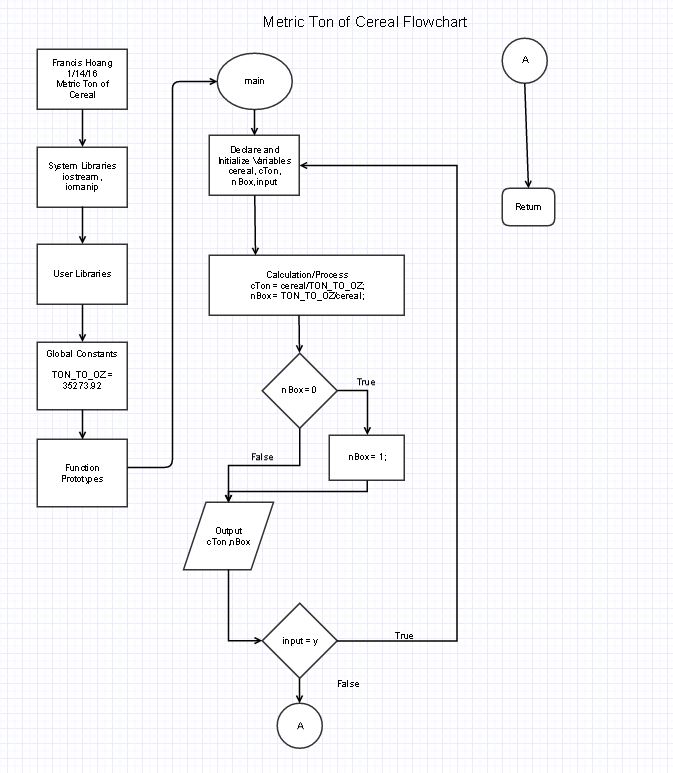 Metric Ton of Cereal Flowchart
Francis Hoang
1/14/16
Metric Ton of
Cereal
System Libraries
iostream,
iomanip
User Libraries
Global Constants
TON_TO_OZ =
35273.92
Function
Prototypes
main
Declare and
Initialize Variables
cereal, cTon,
nBox,input
Calculation/Process
cTon = cereal/TON_TO_OZ;
nBox = TON_TO_OZ/cereal;
nBox = 0
True
nBox = 1;
False
Output
cTon,nBox
input = y
True
False
A
A
Return